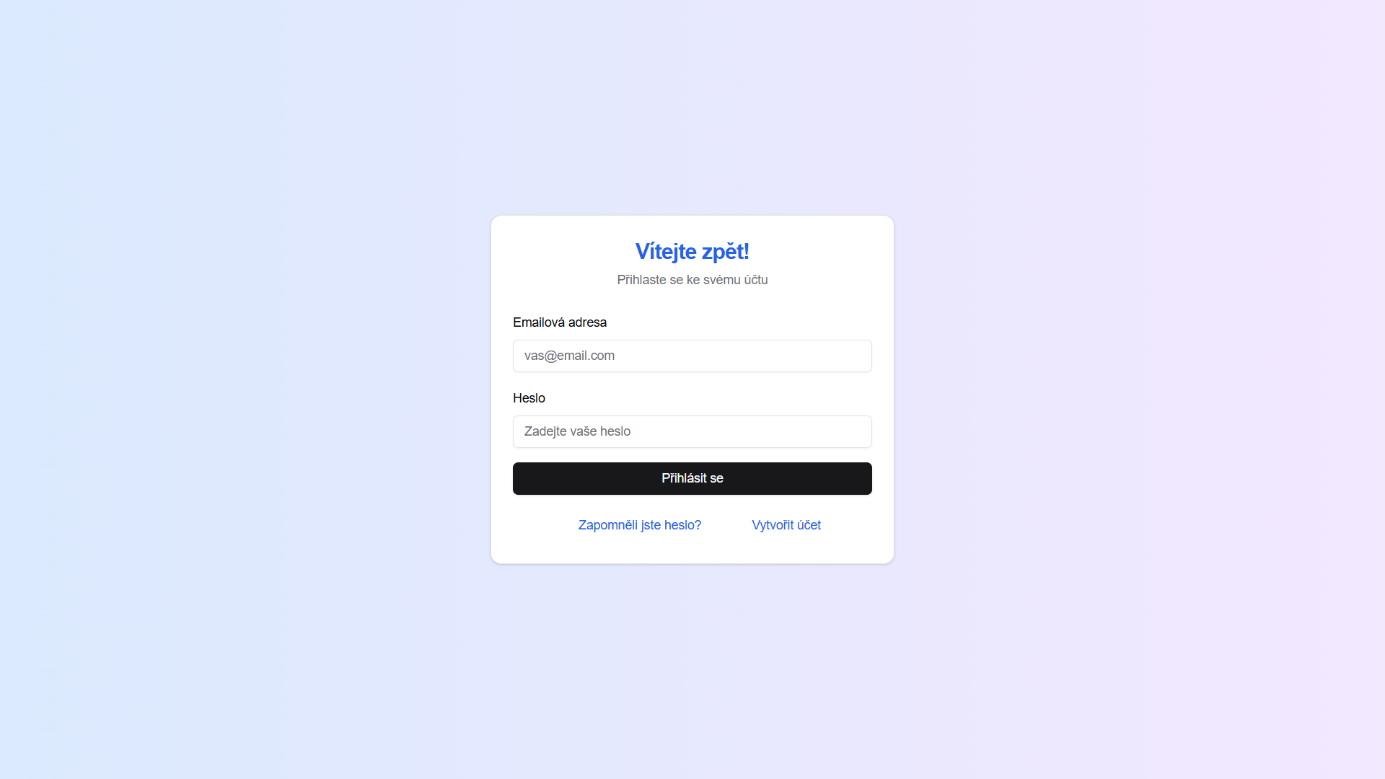 Vítejte zpět!
Přihlaste se ke svému účtu
Emailová adresa
vas@email.com
Heslo
Zadejte vaše heslo
Přihlásit se
Zapomněli jste heslo? Vytvořit účet